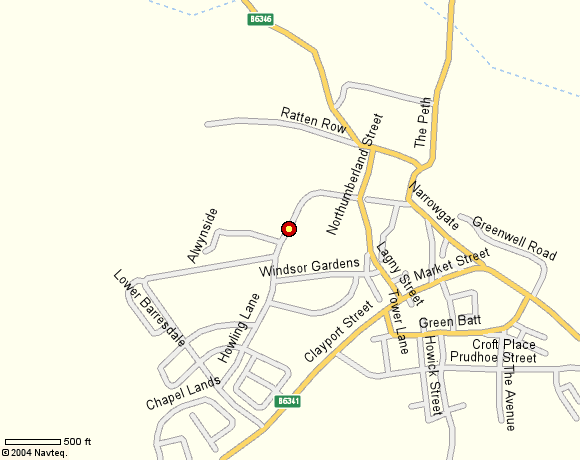 B6346
Ratten Row
The Peth
Northumberland Street
Narrowgate
Alwynside
Greenwell Road
Lagny Street
Market Street
Windsor Gardens
Lower Barresdale
Howling Lane
Clayport Street
Tower Lane
Green Batt
Croft Place
Prudhoe Street
Howick Street
The Avenue
Chapel Lands
B6341
500 ft
© 2004 Navteq.